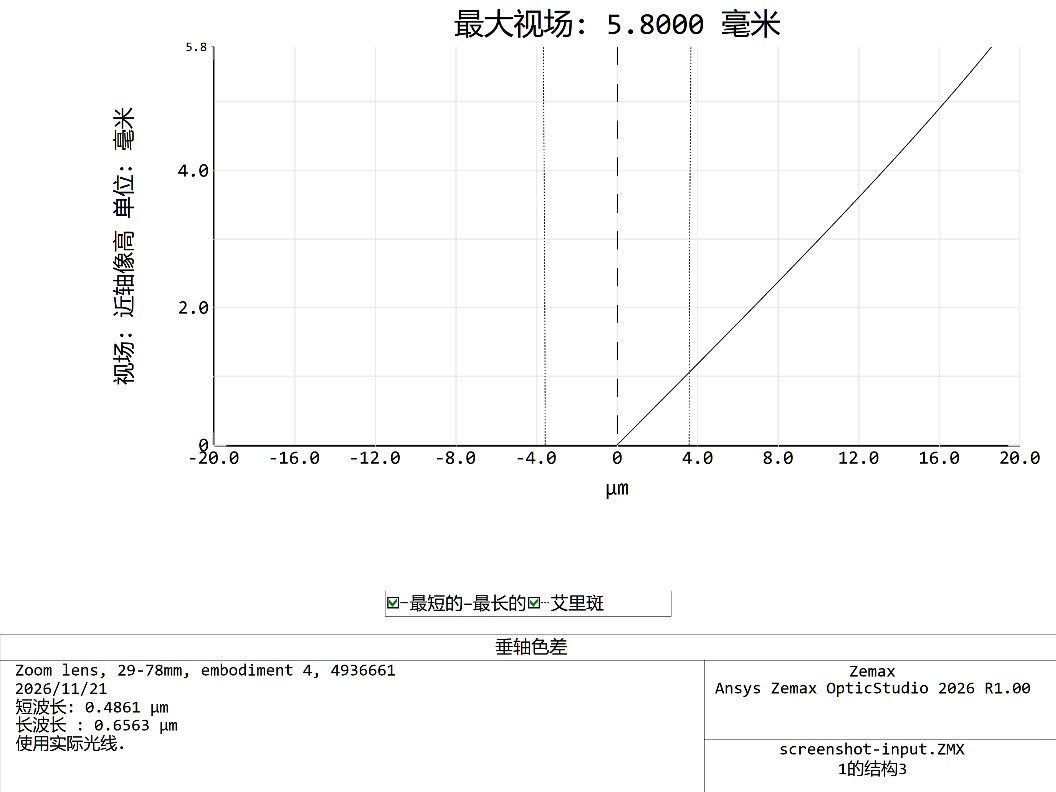 最大视场: 5.8000 毫米
5.8
4.0
2.0
0
视场: 近轴像高 单位: 毫米
-20.0 -16.0 -12.0 -8.0 -4.0 0 4.0 8.0 12.0 16.0 20.0
µm
最短的-最长的 艾里斑
垂轴色差
Zoom lens, 29-78mm, embodiment 4, 4936661
2026/11/21
短波长: 0.4861 µm
长波长 : 0.6563 µm
使用实际光线.
Zemax
Ansys Zemax OpticStudio 2026 R1.00
screenshot-input.ZMX
1的结构3